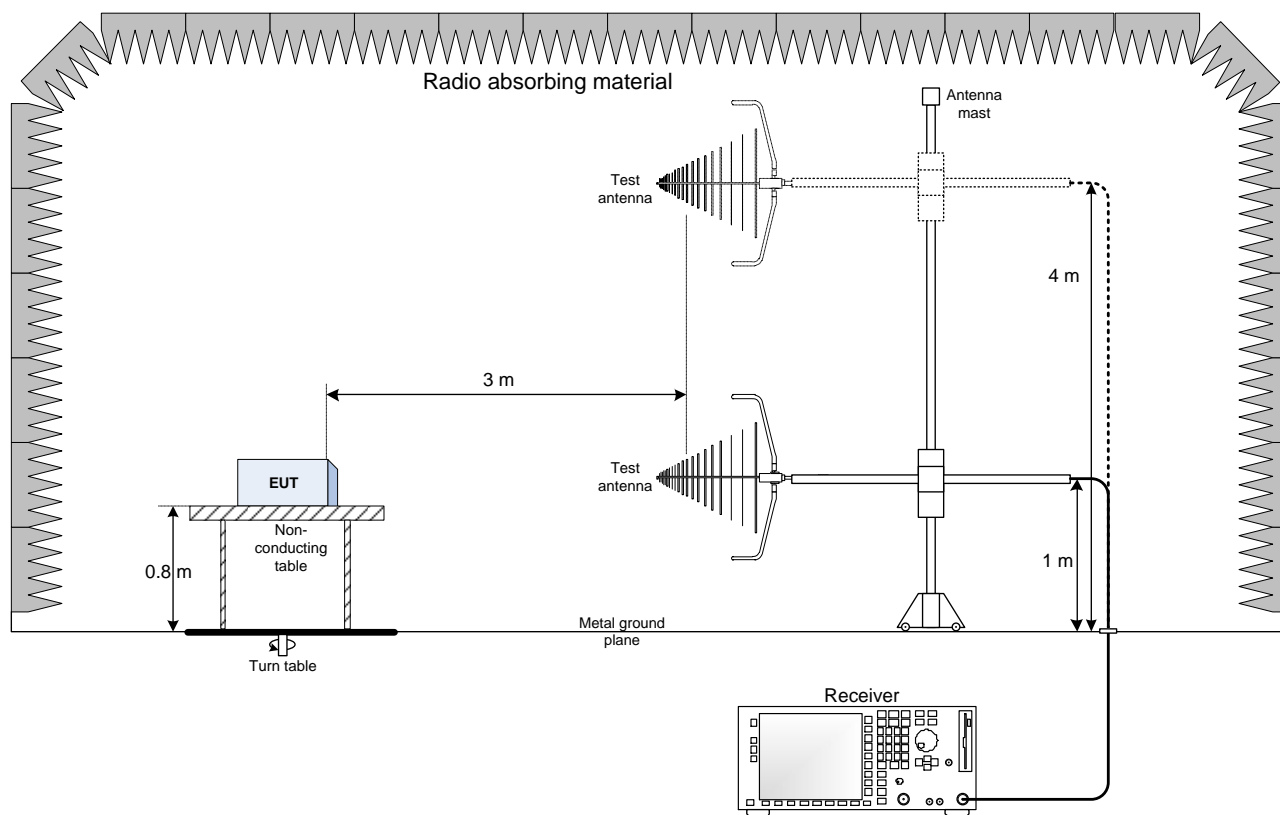 Radio absorbing material
Antenna
mast
Test
antenna
4 m
3 m
Test
antenna
EUT
Non-
conducting
table
0.8 m
1 m
Metal ground
plane
Turn table
Receiver